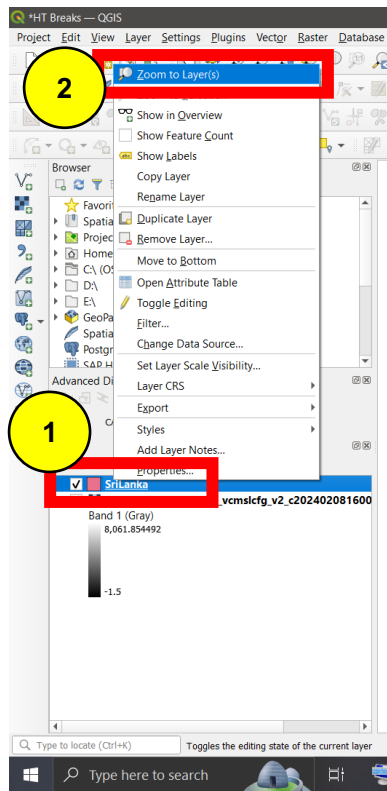 *HT Breaks — QGIS
Project Edit View Layer Settings Plugins Vector Raster Database
2
Zoom to Layer(s)
Show in Overview
Show Feature Count
Show Labels
Copy Layer
Rename Layer
Duplicate Layer
Remove Layer...
Move to Bottom
Open Attribute Table
Toggle Editing
Filter...
Change Data Source...
Set Layer Scale Visibility...
Layer CRS
Export
Styles
Add Layer Notes...
Properties...
Browser
Favori
Spatia
Projec
Home
C:\ (OS
D:\
E:\
GeoPa
Spatia
Postgr
SAP H
Advanced Di
1
SriLanka
_vcmslcfg_v2_c202402081600
Band 1 (Gray)
8,061.854492
-1.5
Type to locate (Ctrl+K)
Toggles the editing state of the current layer
Type here to search